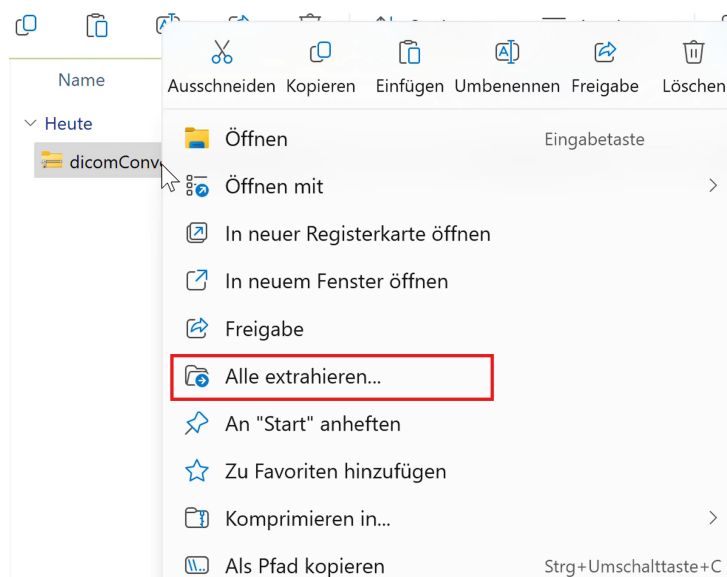 Ausschneiden Kopieren Einfügen Umbenennen Freigabe Löschen
Name
Heute
dicomConv
Öffnen Eingabetaste
Öffnen mit
In neuer Registerkarte öffnen
In neuem Fenster öffnen
Freigabe
Alle extrahieren...
An "Start" anheften
Zu Favoriten hinzufügen
Komprimieren in...
Als Pfad kopieren Strg+Umschalttaste+C